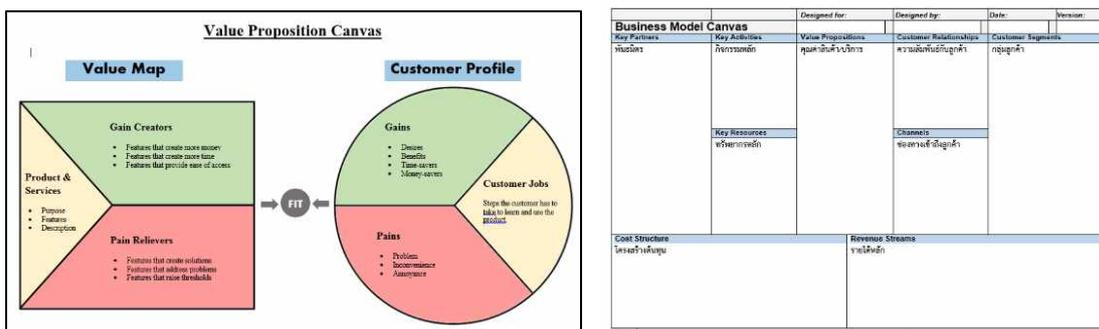 Value Proposition Canvas
Value Map
Customer Profile
Gain Creators
Features that create more money
Features that create more time
Features that provide ease of access
Product &
Services
Purpose
Features
Description
Pain Relievers
Features that create solutions
Features that address problems
Features that raise thresholds
FIT
Gains
Desires
Benefits
Time-savers
Money-savers
Customer Jobs
Steps the customer has to
take to learn and use the
product.
Pains
Problem
Inconvenience
Annoyance
Designed for:
Designed by:
Date:
Version:
Business Model Canvas
Key Partners
Key Activities
Value Propositions
Customer Relationships
Customer Segments
พันธมิตร
กิจกรรมหลัก
คุณค่าสินค้า/บริการ
ความสัมพันธ์กับลูกค้า
กลุ่มลูกค้า
Key Resources
Channels
ทรัพยากรหลัก
ช่องทางเข้าถึงลูกค้า
Cost Structure
Revenue Streams
โครงสร้างต้นทุน
รายได้หลัก